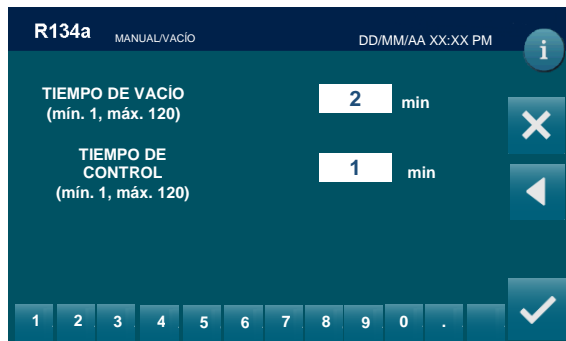 R134a MANUAL/VACÍO DD/MM/AA XX:XX PM
i
TIEMPO DE VACÍO 2 min
(mín. 1, máx. 120)
TIEMPO DE
CONTROL 1 min
(mín. 1, máx. 120)
1 2 3 4 5 6 7 8 9 0 .